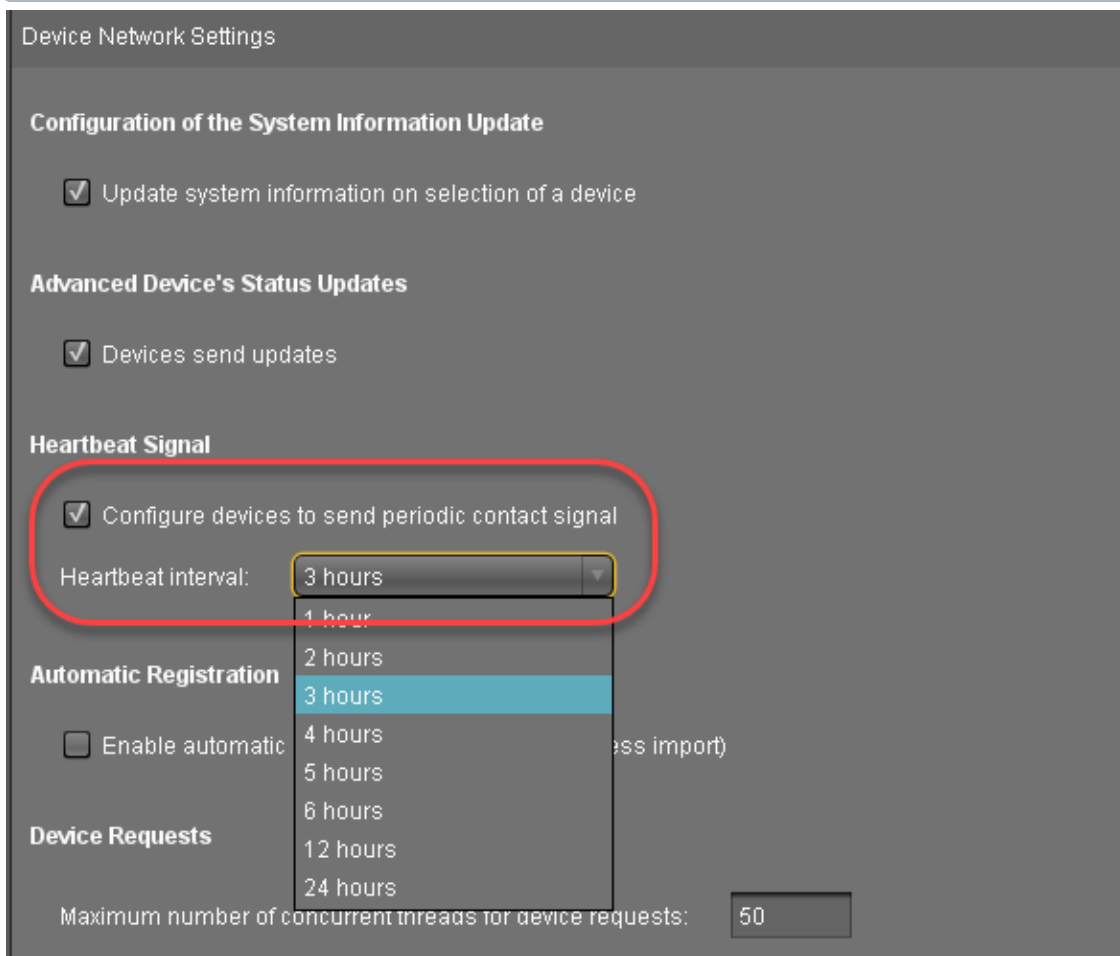 Device Network Settings
Configuration of the System Information Update
Update system information on selection of a device
Advanced Device's Status Updates
Devices send updates
Heartbeat Signal
Configure devices to send periodic contact signal
Heartbeat interval: 3 hours
1 hour
2 hours
Automatic Registration
3 hours
4 hours
Enable automatic ess import)
5 hours
6 hours
Device Requests
12 hours
24 hours
Maximum number of concurrent threads for device requests: 50